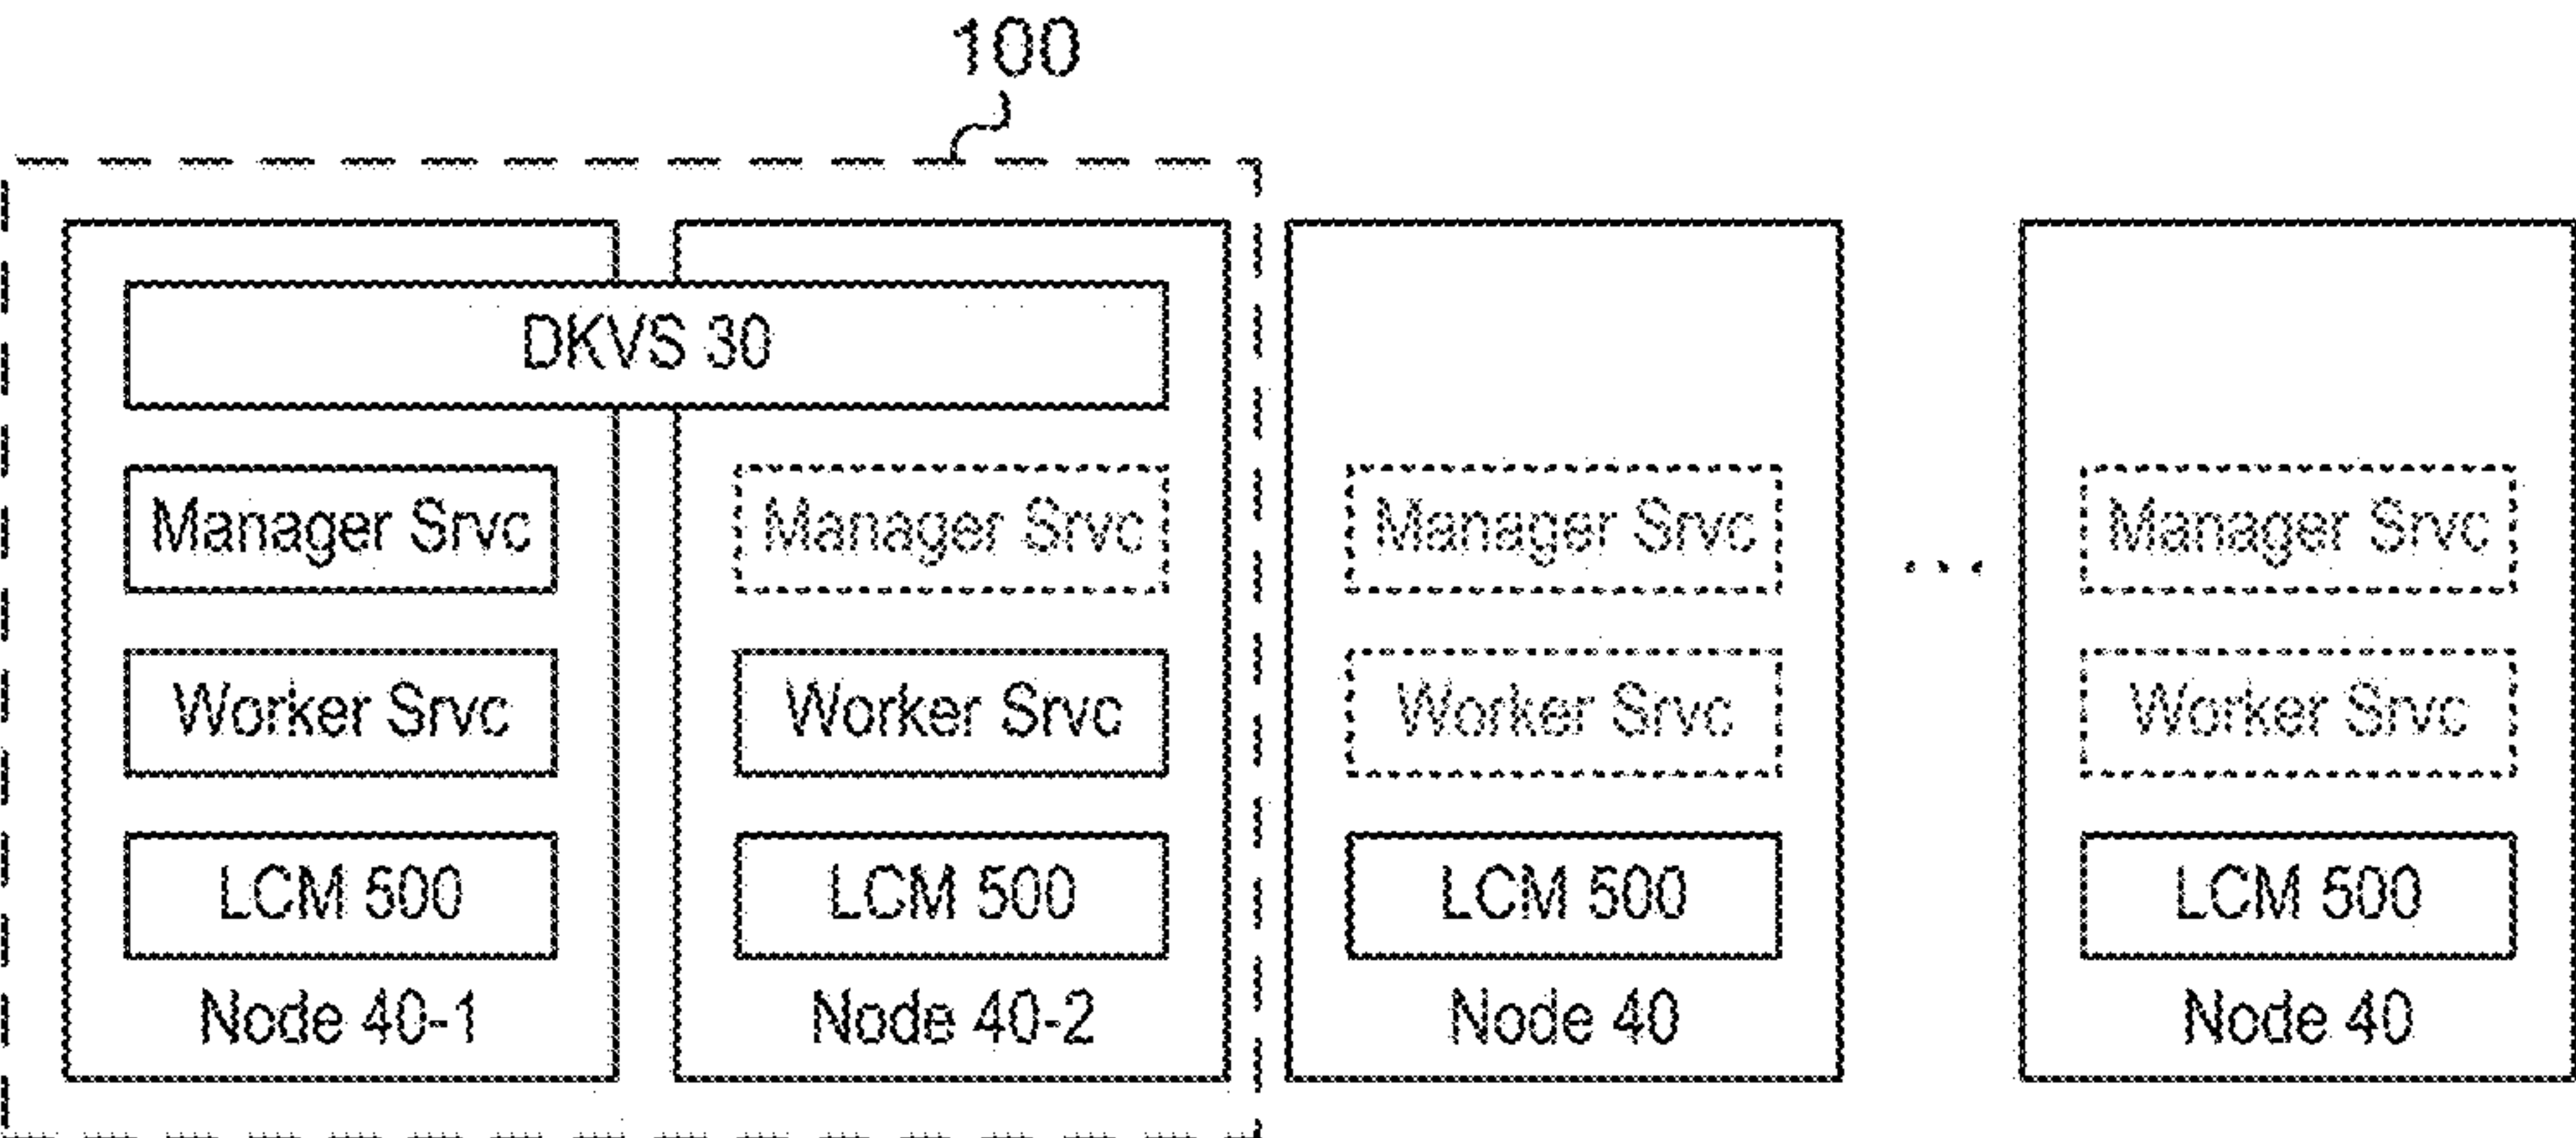 100
DKVS 30
Manager Srvc Manager Srvc Manager Srvc ... Manager Srvc
Worker Srvc Worker Srvc Worker Srvc Worker Srvc
LCM 500 LCM 500 LCM 500 LCM 500
Node 40-1 Node 40-2 Node 40 Node 40